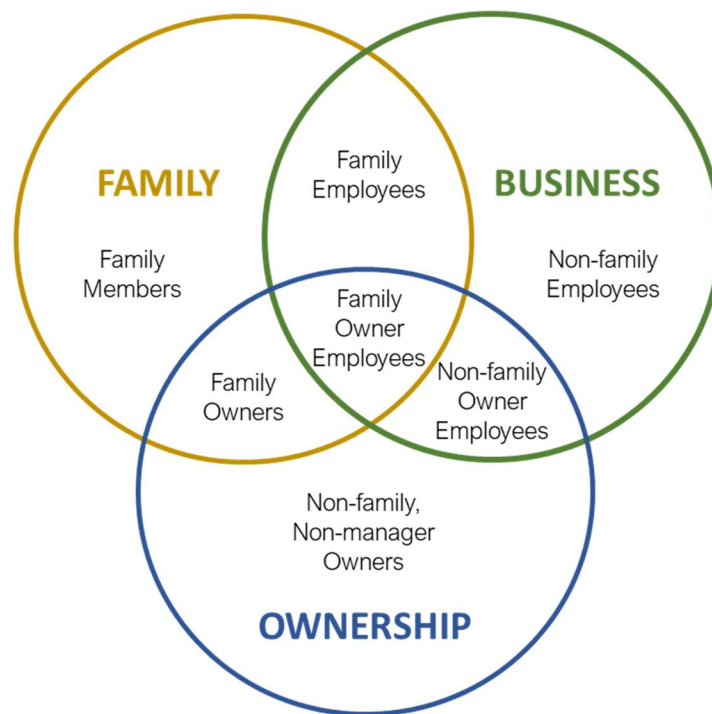 Family
Employees
FAMILY
BUSINESS
Family
Members
Non-family
Employees
Family
Owner
Employees
Family
Owners
Non-family
Owner
Employees
Non-family,
Non-manager
Owners
OWNERSHIP